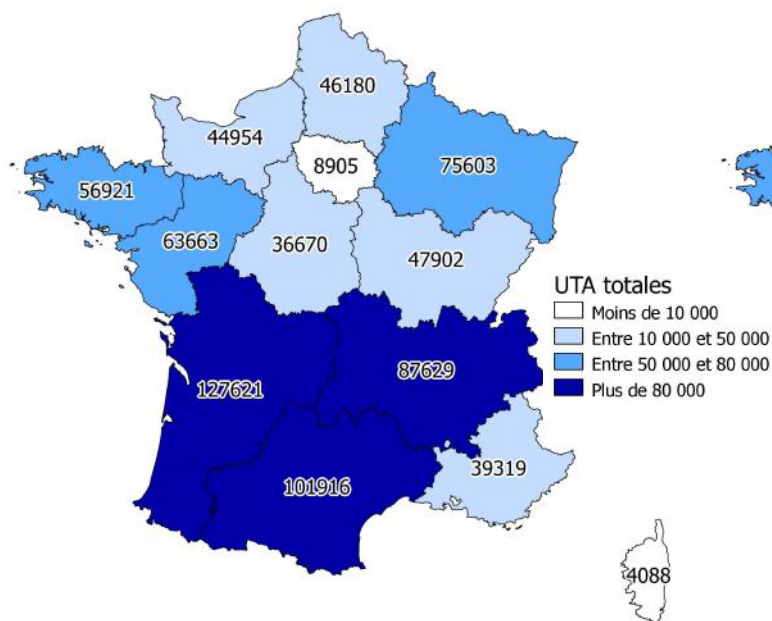 46180
44954
8905
75603
56921
63663
36670
47902
UTA totales
Moins de 10 000
Entre 10 000 et 50 000
Entre 50 000 et 80 000
Plus de 80 000
87629
127621
39319
101916
4088